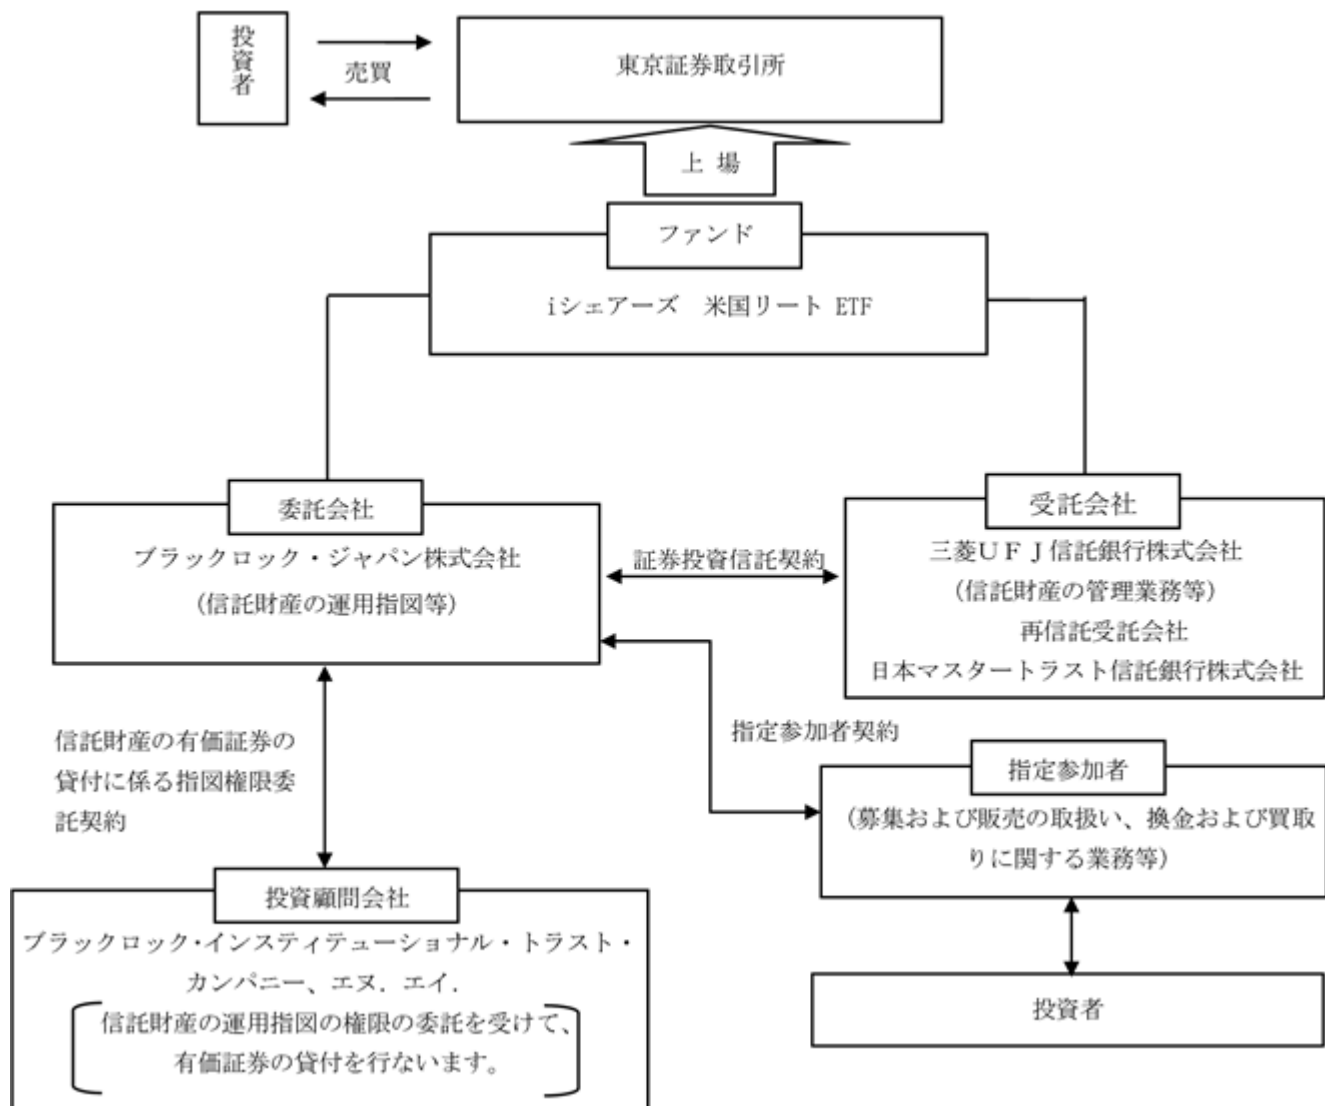 投資者
売買
東京証券取引所
上 場
ファンド
iシェアーズ　米国リート ETF
委託会社
ブラックロック・ジャパン株式会社
（信託財産の運用指図等）
証券投資信託契約
受託会社
三菱ＵＦＪ信託銀行株式会社
（信託財産の管理業務等）
再信託受託会社
日本マスタートラスト信託銀行株式会社
信託財産の有価証券の
貸付に係る指図権限委
託契約
指定参加者契約
指定参加者
（募集および販売の取扱い、換金および買取
りに関する業務等）
投資顧問会社
ブラックロック・インスティテューショナル・トラスト・
カンパニー、エヌ．エイ．
信託財産の運用指図の権限の委託を受けて、
有価証券の貸付を行ないます。
投資者